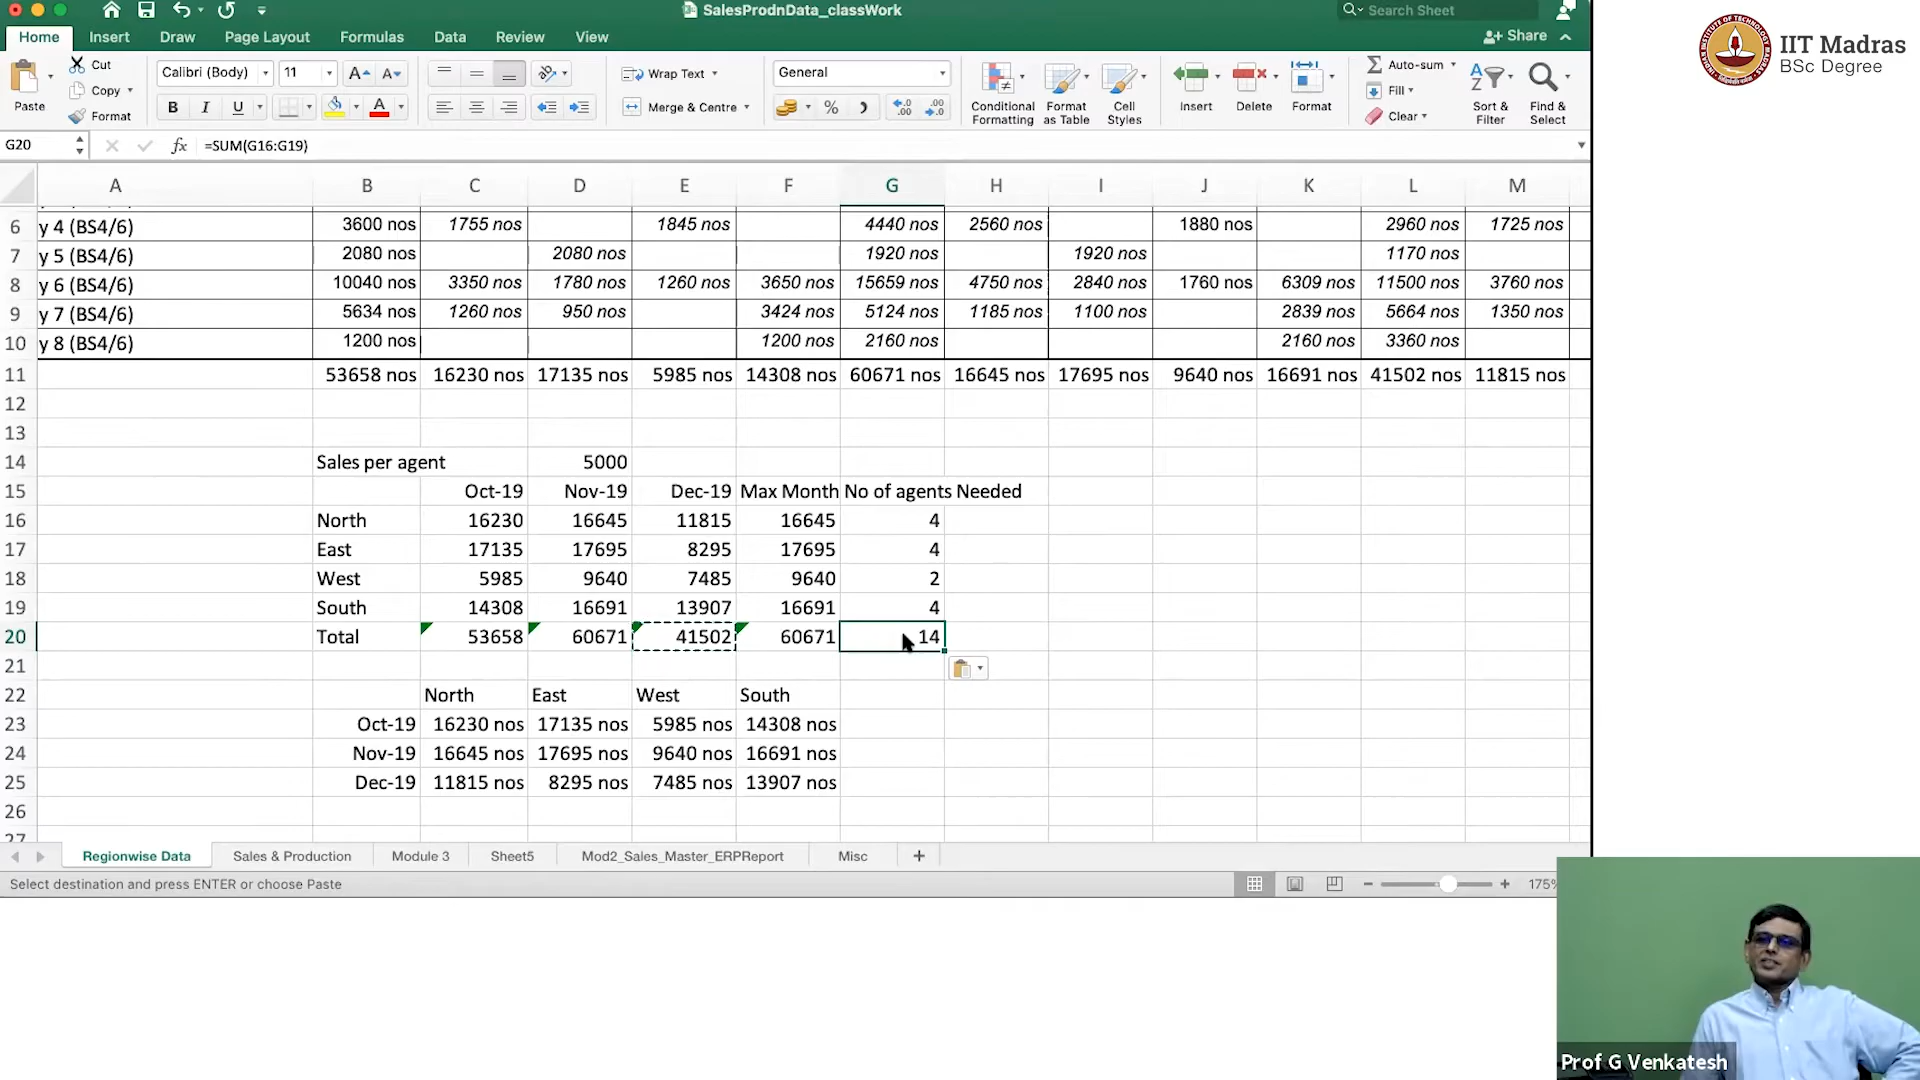 SalesProdnData_classWork
Search Sheet
Home Insert Draw Page Layout Formulas Data Review View
Share
Paste
Cut
Copy
Format
Calibri (Body) 11
B I U
Wrap Text
Merge & Centre
General
%
Conditional Formatting
Format as Table
Cell Styles
Insert
Delete
Format
Auto-sum
Fill
Clear
Sort & Filter
Find & Select
G20 fx =SUM(G16:G19)
A B C D E F G H I J K L M
6 y 4 (BS4/6) 3600 nos 1755 nos 1845 nos 4440 nos 2560 nos 1880 nos 2960 nos 1725 nos
7 y 5 (BS4/6) 2080 nos 2080 nos 1920 nos 1920 nos 1170 nos
8 y 6 (BS4/6) 10040 nos 3350 nos 1780 nos 1260 nos 3650 nos 15659 nos 4750 nos 2840 nos 1760 nos 6309 nos 11500 nos 3760 nos
9 y 7 (BS4/6) 5634 nos 1260 nos 950 nos 3424 nos 5124 nos 1185 nos 1100 nos 2839 nos 5664 nos 1350 nos
10 y 8 (BS4/6) 1200 nos 1200 nos 2160 nos 2160 nos 3360 nos
11 53658 nos 16230 nos 17135 nos 5985 nos 14308 nos 60671 nos 16645 nos 17695 nos 9640 nos 16691 nos 41502 nos 11815 nos
12
13
14 Sales per agent 5000
15 Oct-19 Nov-19 Dec-19 Max Month No of agents Needed
16 North 16230 16645 11815 16645 4
17 East 17135 17695 8295 17695 4
18 West 5985 9640 7485 9640 2
19 South 14308 16691 13907 16691 4
20 Total 53658 60671 41502 60671 14
21
22 North East West South
23 Oct-19 16230 nos 17135 nos 5985 nos 14308 nos
24 Nov-19 16645 nos 17695 nos 9640 nos 16691 nos
25 Dec-19 11815 nos 8295 nos 7485 nos 13907 nos
26
27
Regionwise Data Sales & Production Module 3 Sheet5 Mod2_Sales_Master_ERPReport Misc +
Select destination and press ENTER or choose Paste
175%
IIT Madras
BSc Degree
Prof G Venkatesh